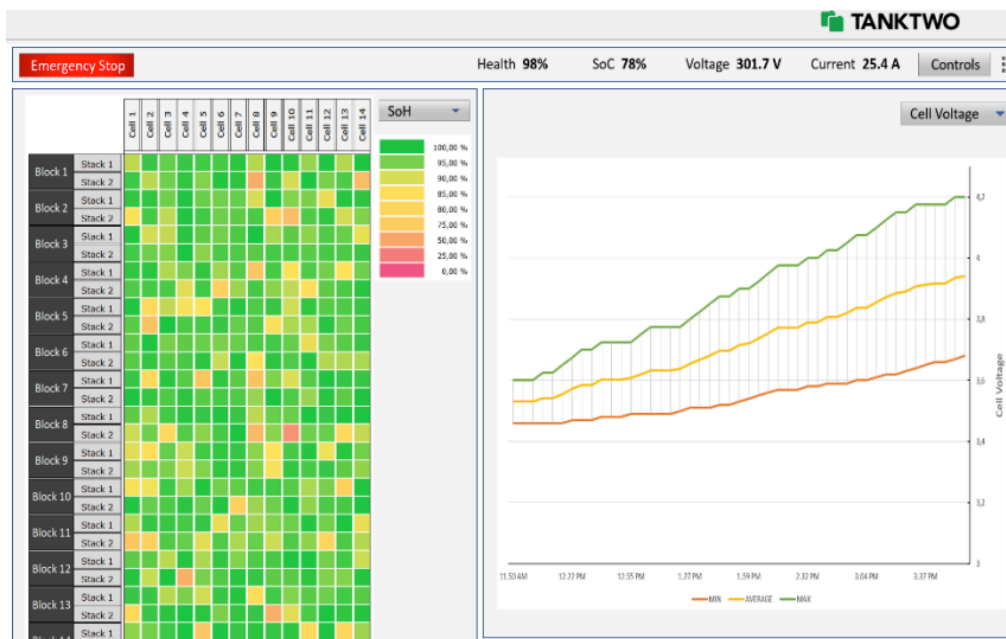 TANKTWO
Emergency Stop
Health 98% SoC 78% Voltage 301.7 V Current 25.4 A Controls
Cell 1 Cell 2 Cell 3 Cell 4 Cell 5 Cell 6 Cell 7 Cell 8 Cell 9 Cell 10 Cell 11 Cell 12 Cell 13 Cell 14
SoH
100,00 %
95,00 %
90,00 %
85,00 %
80,00 %
75,00 %
50,00 %
25,00 %
0,00 %
Block 1
Stack 1
Stack 2
Block 2
Stack 1
Stack 2
Block 3
Stack 1
Stack 2
Block 4
Stack 1
Stack 2
Block 5
Stack 1
Stack 2
Block 6
Stack 1
Stack 2
Block 7
Stack 1
Stack 2
Block 8
Stack 1
Stack 2
Block 9
Stack 1
Stack 2
Block 10
Stack 1
Stack 2
Block 11
Stack 1
Stack 2
Block 12
Stack 1
Stack 2
Block 13
Stack 1
Stack 2
Block 14
Stack 1
Cell Voltage
4,2
4
3,8
3,6
3,4
3,2
3
Cell Voltage
11.50 AM 12.22 PM 12.55 PM 1.27 PM 1.59 PM 2.32 PM 3.04 PM 3.37 PM
MIN AVERAGE MAX